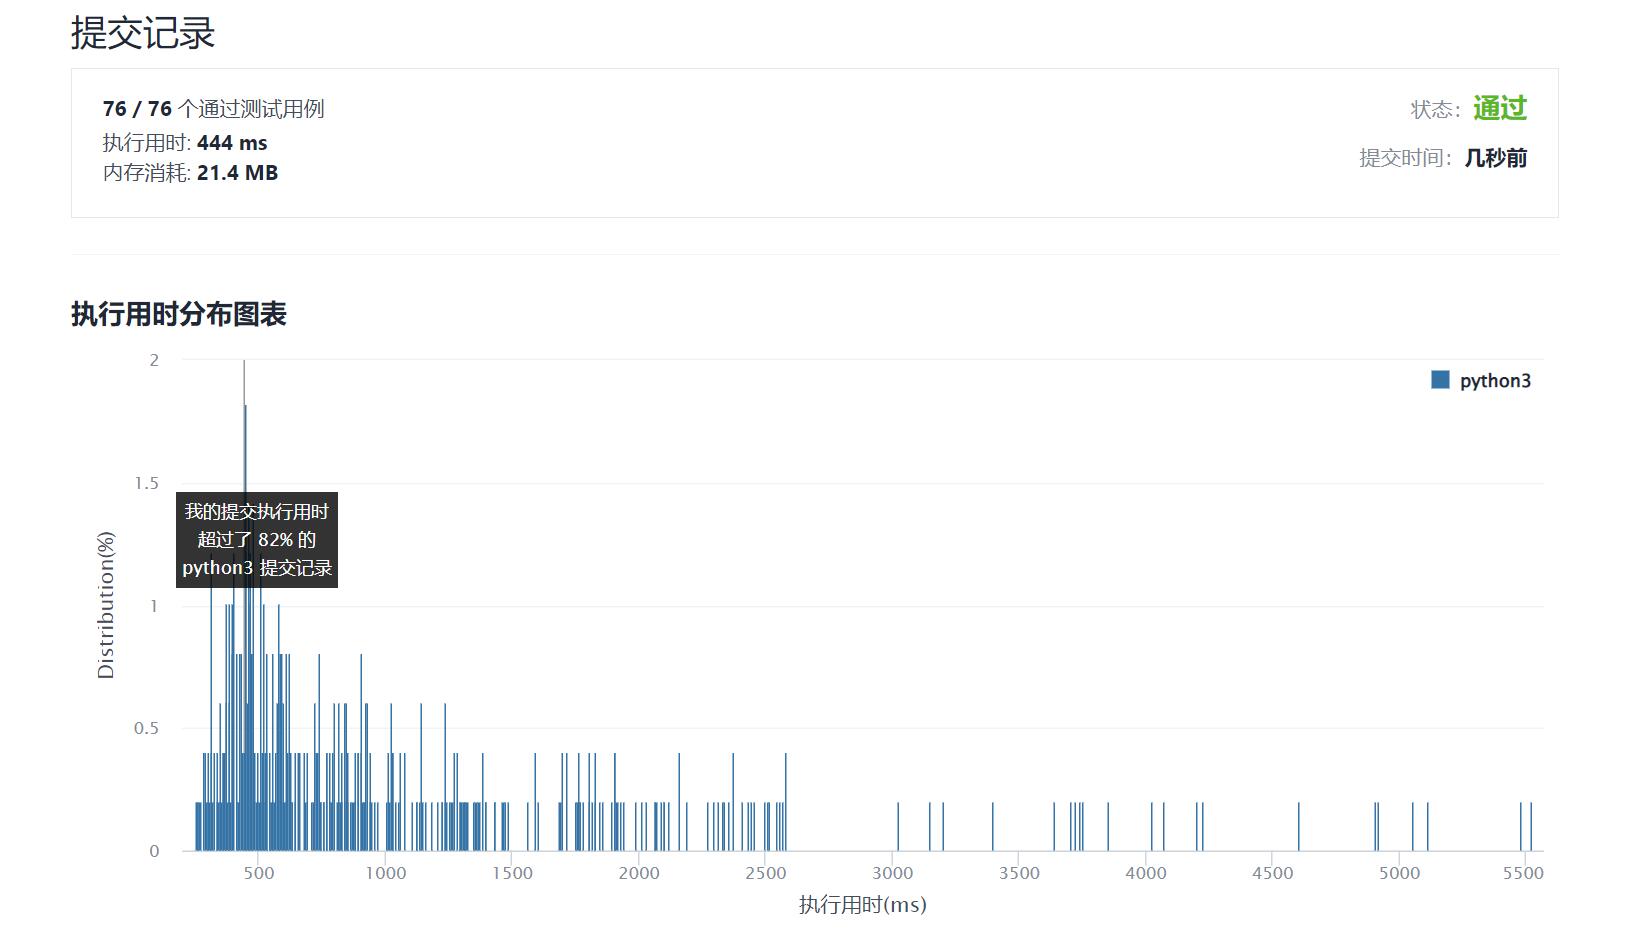 提交记录
76 / 76 个通过测试用例
状态：通过
执行用时: 444 ms
提交时间：几秒前
内存消耗: 21.4 MB
执行用时分布图表
2
python3
1.5
我的提交执行用时
超过了 82% 的
python3 提交记录
Distribution(%)
1
0.5
0
500 1000 1500 2000 2500 3000 3500 4000 4500 5000 5500
执行用时(ms)